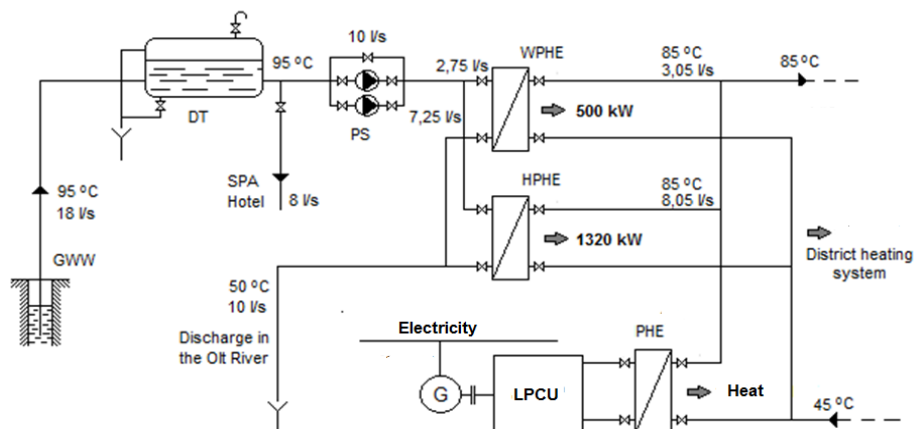 10 l/s
WPHE
85 ºC
3,05 l/s
95 ºC
2,75 l/s
85 ºC
500 kW
DT
PS
7,25 l/s
SPA
Hotel
8 l/s
HPHE
85 ºC
8,05 l/s
95 ºC
18 l/s
1320 kW
GWW
District heating
system
50 ºC
10 l/s
Discharge in
the Olt River
Electricity
PHE
G
LPCU
Heat
45 ºC